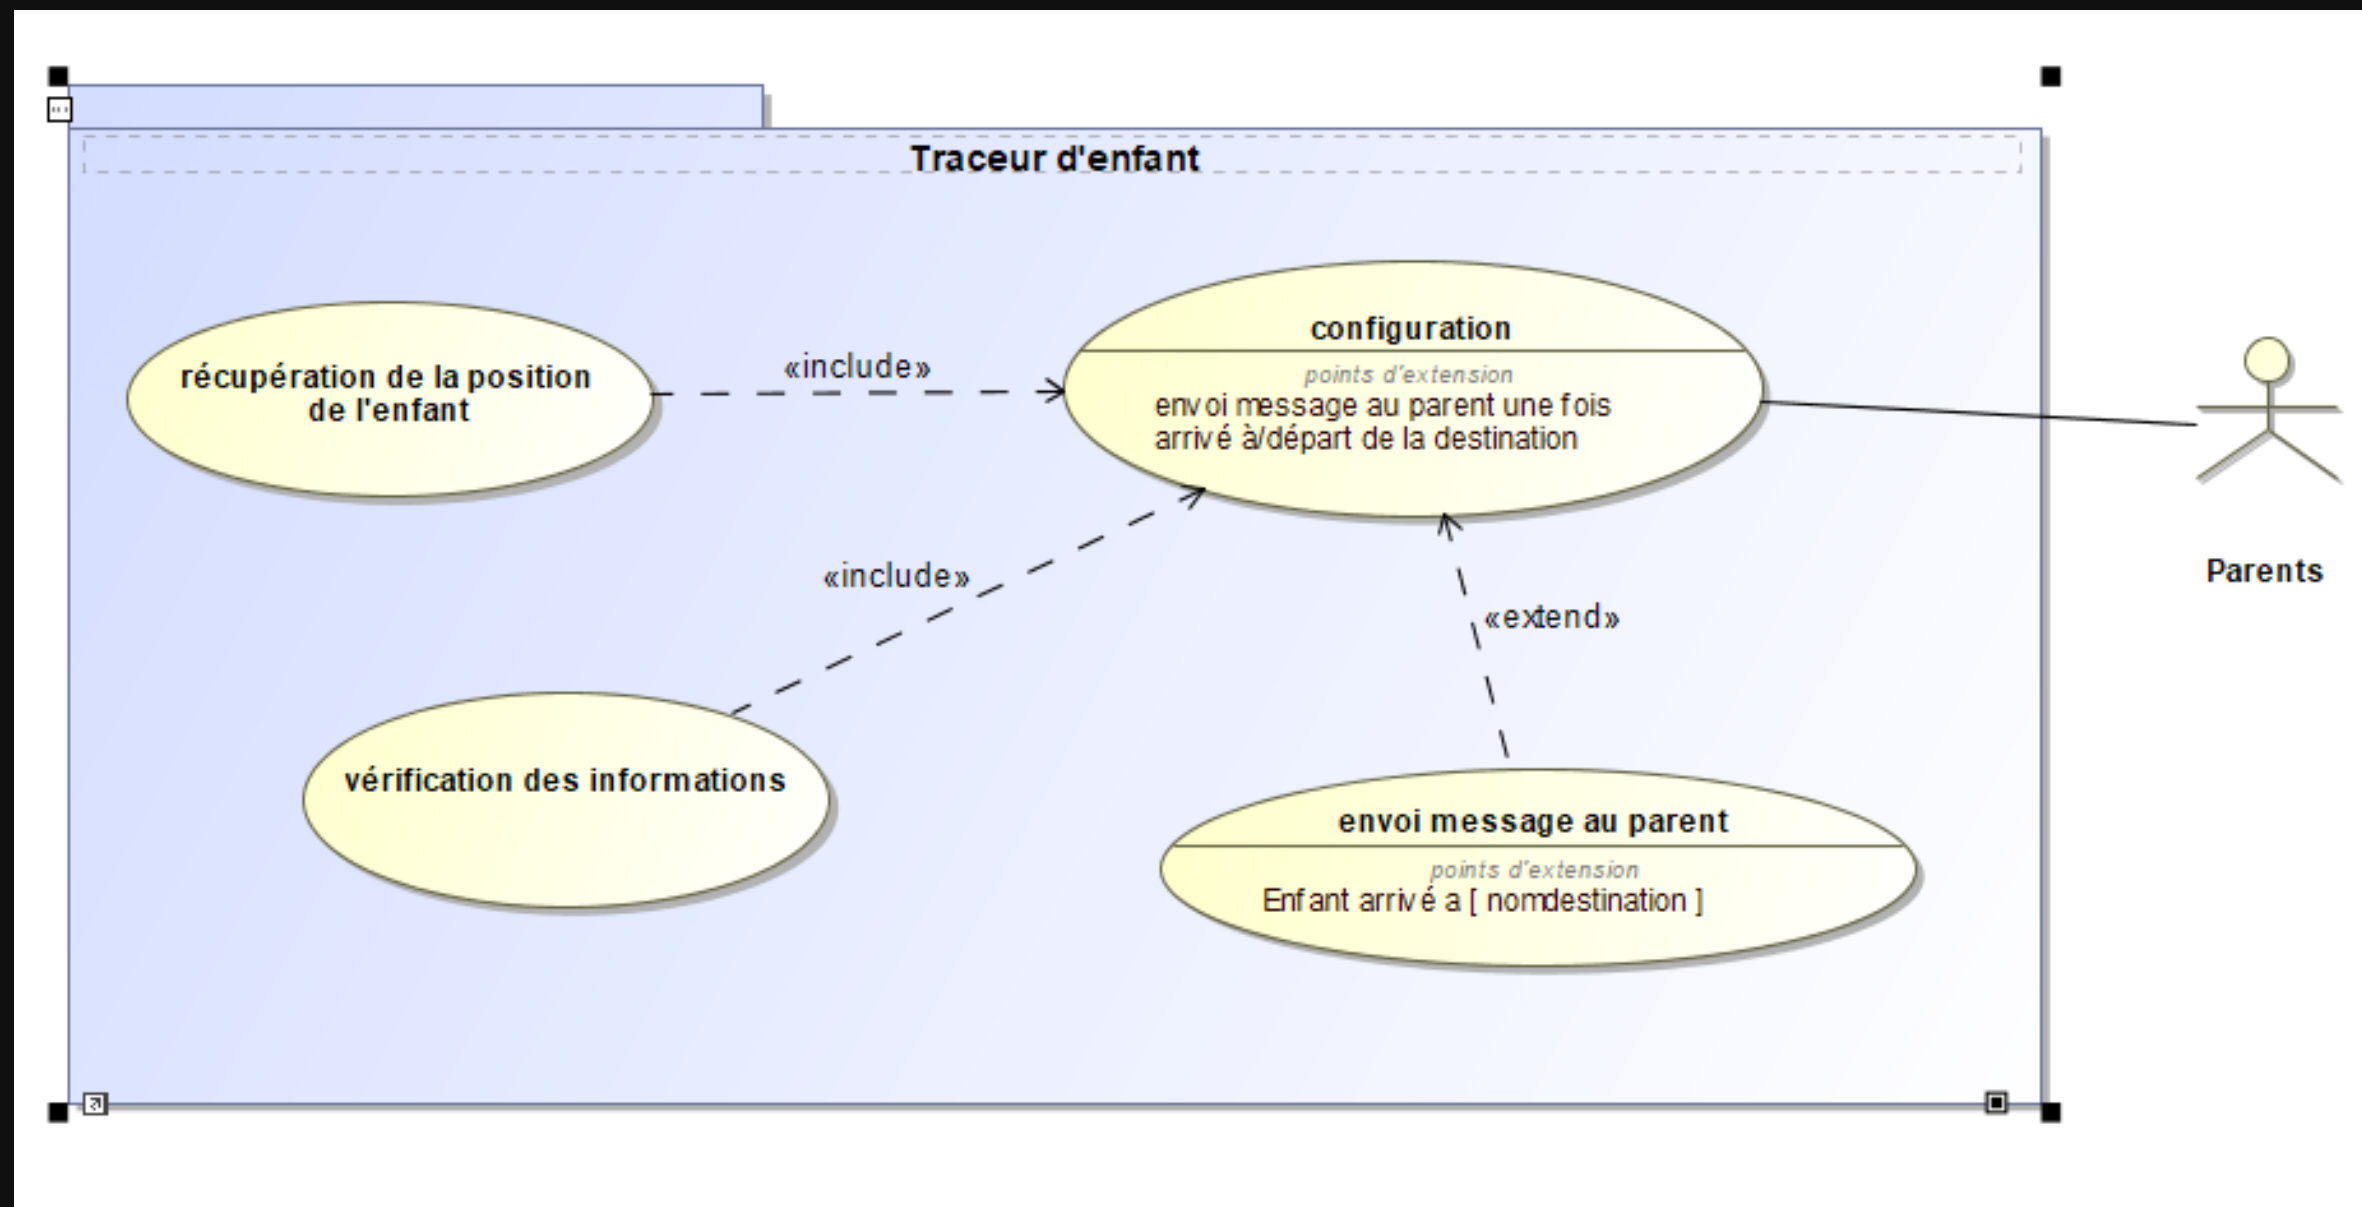 Traceur d'enfant
récupération de la position
de l'enfant
«include»
configuration
points d'extension
envoi message au parent une fois
arrivé à/départ de la destination
«include»
«extend»
Parents
vérification des informations
envoi message au parent
points d'extension
Enfant arrivé a [ nomdestination ]